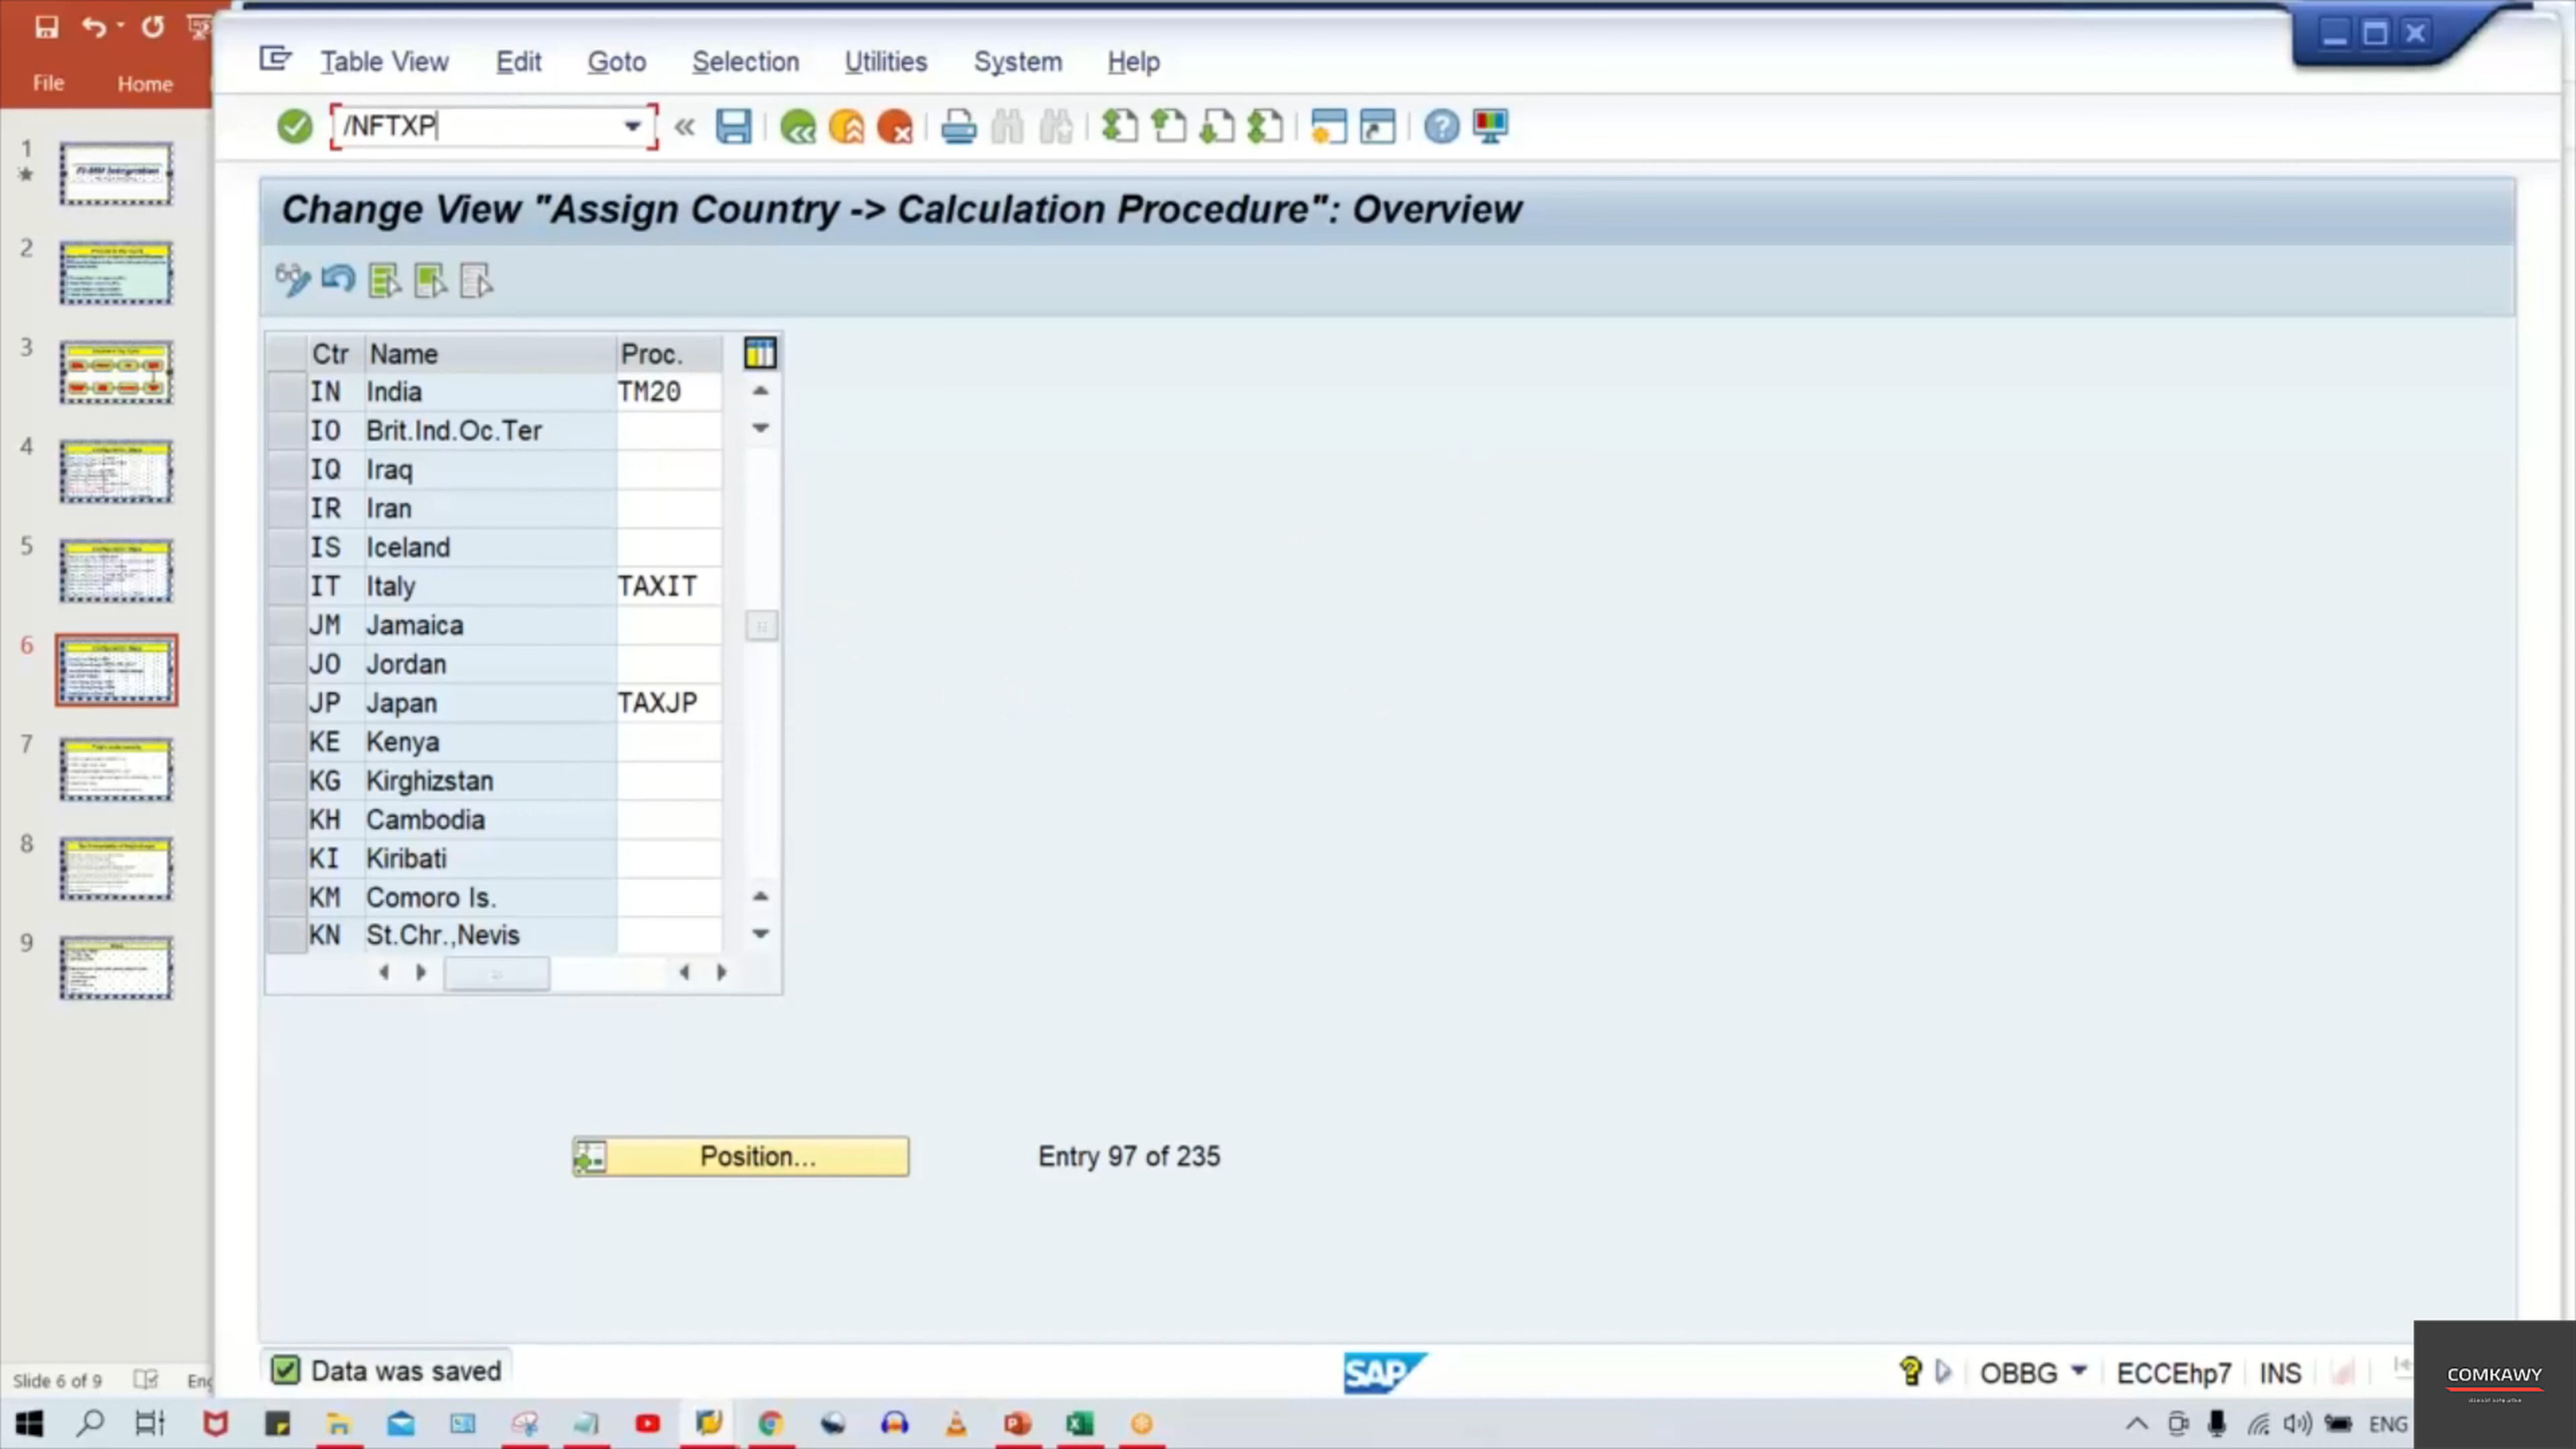 File Home
Table View Edit Goto Selection Utilities System Help
/NFTXP
Change View "Assign Country -> Calculation Procedure": Overview
Ctr Name Proc.
IN India TM20
IO Brit.Ind.Oc.Ter
IQ Iraq
IR Iran
IS Iceland
IT Italy TAXIT
JM Jamaica
JO Jordan
JP Japan TAXJP
KE Kenya
KG Kirghizstan
KH Cambodia
KI Kiribati
KM Comoro Is.
KN St.Chr.,Nevis
Position... Entry 97 of 235
1
FI-MM Integration
2
3
4
5
6
7
8
9
Data was saved SAP OBBG ECCEhp7 INS
Slide 6 of 9 Eng
COMKAWY
ENG